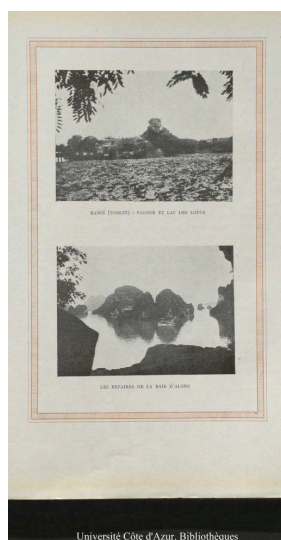 HANOÏ (TONKIN) : PAGODE ET LAC DES LOTUS
LES REPAIRES DE LA BAIE D'ALONG
Université Côte d'Azur. Bibliothèques